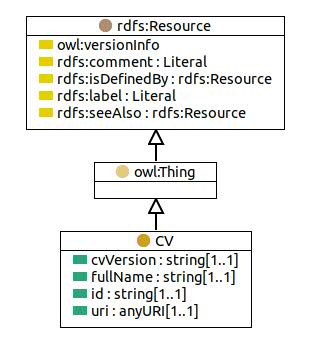 rdfs:Resource
owl:versionInfo
rdfs:comment : Literal
rdfs:isDefinedBy : rdfs:Resource
rdfs:label : Literal
rdfs:seeAlso : rdfs:Resource
owl:Thing
CV
cvVersion : string[1..1]
fullName : string[1..1]
id : string[1..1]
uri : anyURI[1..1]